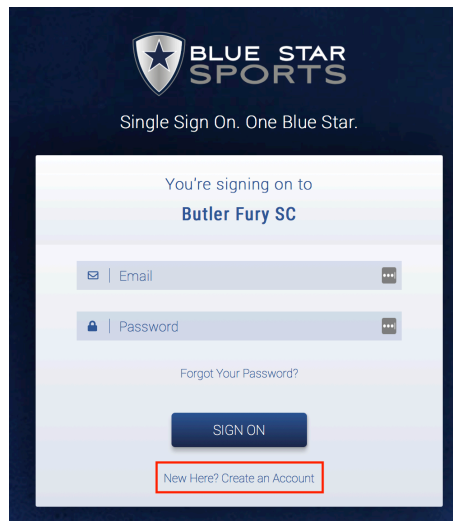 BLUE STAR
SPORTS
Single Sign On. One Blue Star.
You're signing on to
Butler Fury SC
Email
Password
Forgot Your Password?
SIGN ON
New Here? Create an Account